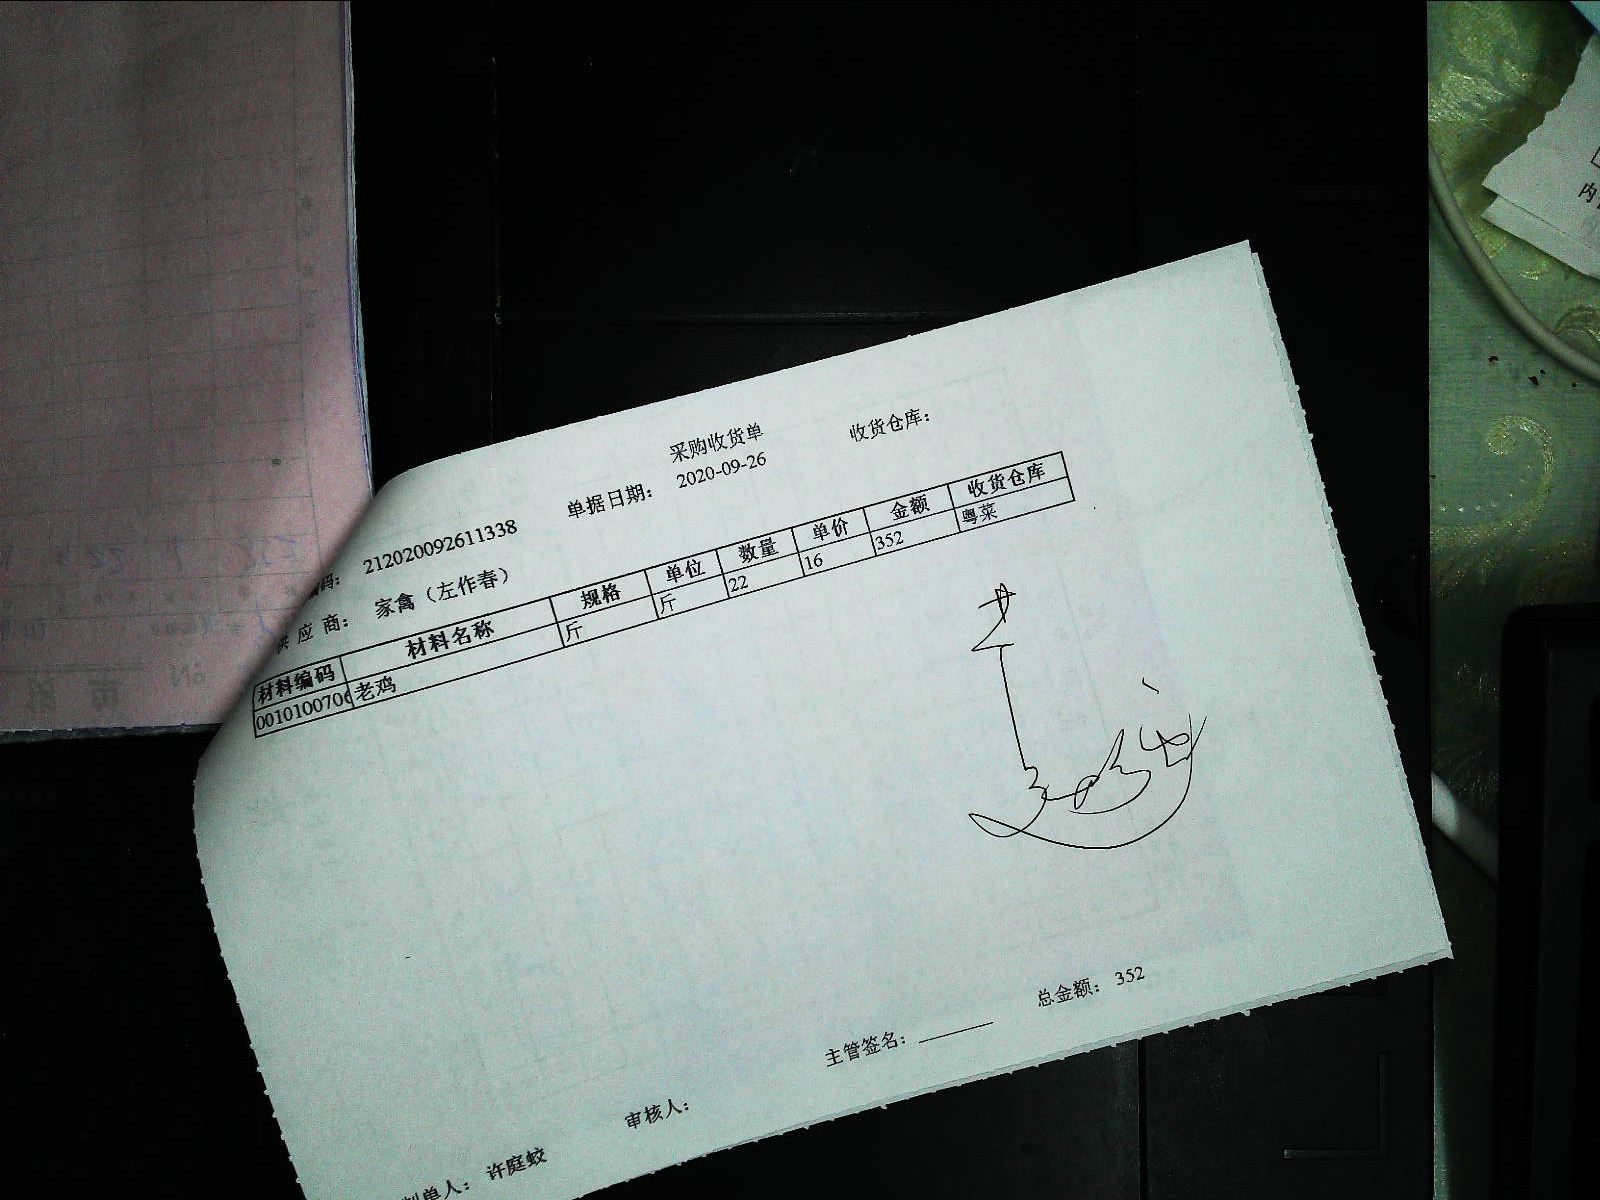 采购收货单
码: 212020092611338 单据日期: 2020-09-26 收货仓库:
供 应 商: 家禽（左作春）
材料编码 材料名称 规格 单位 数量 单价 金额 收货仓库
0010100706 老鸡 斤 斤 22 16 352 粤菜
主管签名: 总金额: 352
制单人: 许庭蛟 审核人:
内